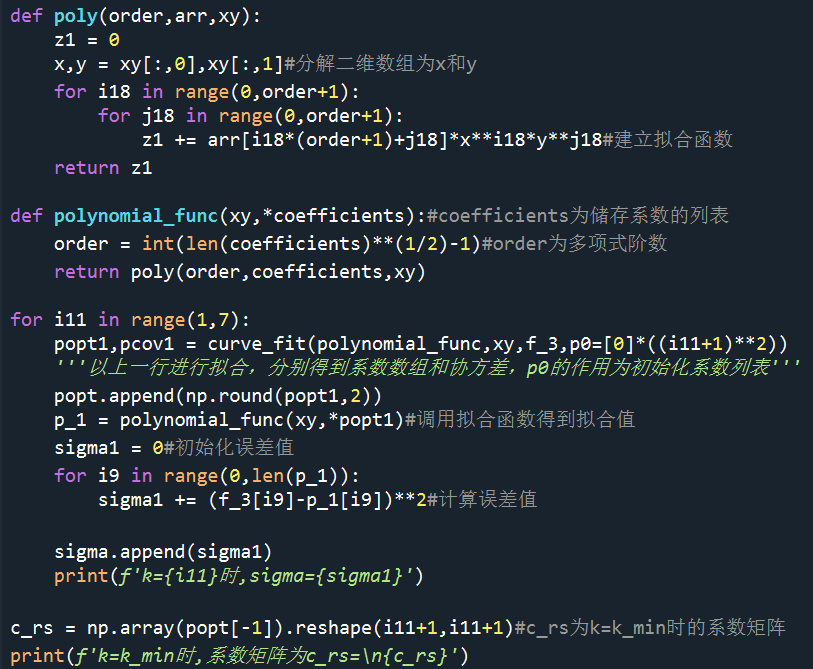 def poly(order,arr,xy):
    z1 = 0
    x,y = xy[:,0],xy[:,1]#分解二维数组为x和y
    for i18 in range(0,order+1):
        for j18 in range(0,order+1):
            z1 += arr[i18*(order+1)+j18]*x**i18*y**j18#建立拟合函数
    return z1
def polynomial_func(xy,*coefficients):#coefficients为储存系数的列表
    order = int(len(coefficients)**(1/2)-1)#order为多项式阶数
    return poly(order,coefficients,xy)
for i11 in range(1,7):
    popt1,pcov1 = curve_fit(polynomial_func,xy,f_3,p0=[0]*((i11+1)**2))
    '''以上一行进行拟合，分别得到系数数组和协方差，p0的作用为初始化系数列表'''
    popt.append(np.round(popt1,2))
    p_1 = polynomial_func(xy,*popt1)#调用拟合函数得到拟合值
    sigma1 = 0#初始化误差值
    for i9 in range(0,len(p_1)):
        sigma1 += (f_3[i9]-p_1[i9])**2#计算误差值
    sigma.append(sigma1)
    print(f'k={i11}时,sigma={sigma1}')
c_rs = np.array(popt[-1]).reshape(i11+1,i11+1)#c_rs为k=k_min时的系数矩阵
print(f'k=k_min时,系数矩阵为c_rs=\n{c_rs}')